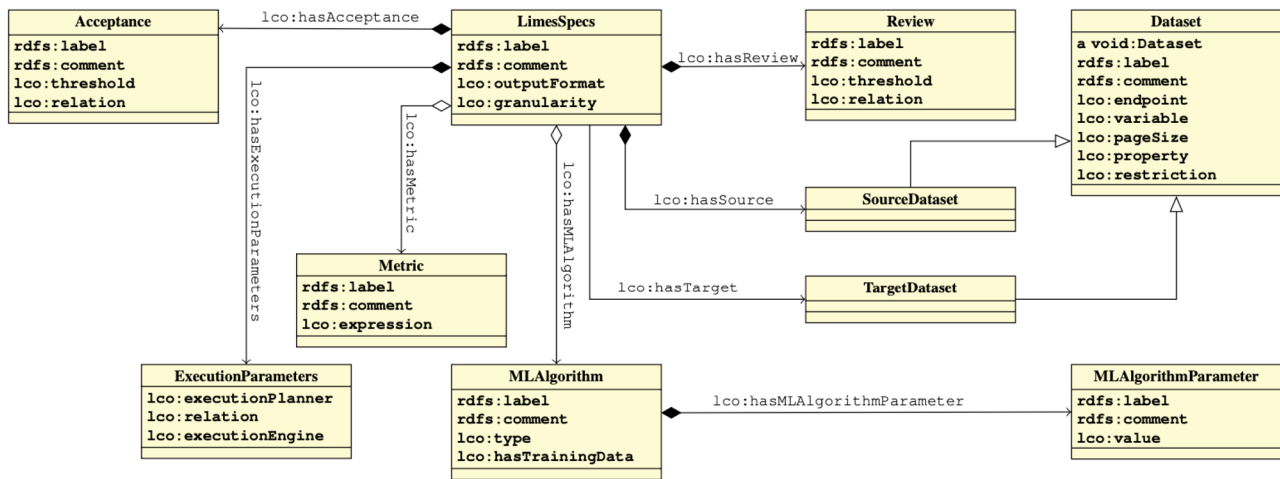 Acceptance
rdfs:label
rdfs:comment
lco:threshold
lco:relation
lco:hasAcceptance
LimesSpecs
rdfs:label
rdfs:comment
lco:outputFormat
lco:granularity
lco:hasReview
Review
rdfs:label
rdfs:comment
lco:threshold
lco:relation
Dataset
a void:Dataset
rdfs:label
rdfs:comment
lco:endpoint
lco:variable
lco:pageSize
lco:property
lco:restriction
lco:hasExecutionParameters
lco:hasMetric
lco:hasMLAlgorithm
lco:hasSource
SourceDataset
lco:hasTarget
TargetDataset
Metric
rdfs:label
rdfs:comment
lco:expression
ExecutionParameters
lco:executionPlanner
lco:relation
lco:executionEngine
MLAlgorithm
rdfs:label
rdfs:comment
lco:type
lco:hasTrainingData
lco:hasMLAlgorithmParameter
MLAlgorithmParameter
rdfs:label
rdfs:comment
lco:value